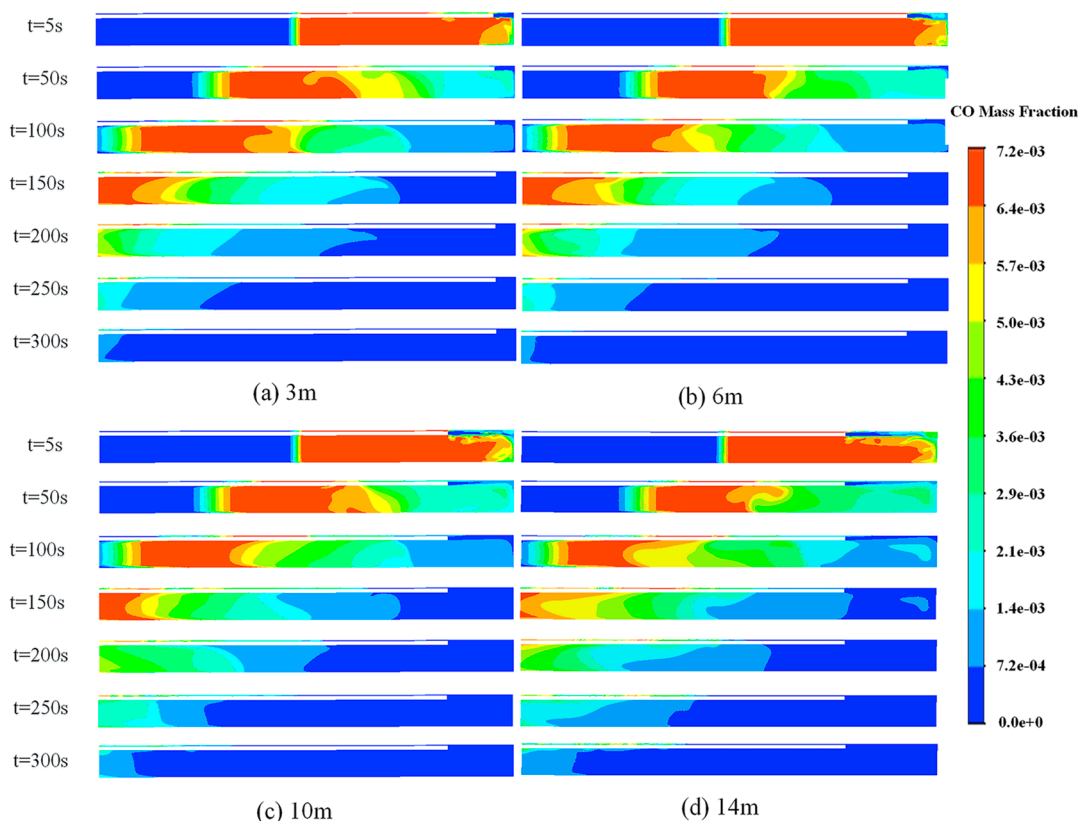 t=5s
t=50s
t=100s
t=150s
t=200s
t=250s
t=300s
(a) 3m
(b) 6m
t=5s
t=50s
t=100s
t=150s
t=200s
t=250s
t=300s
(c) 10m
(d) 14m
CO Mass Fraction
7.2e-03
6.4e-03
5.7e-03
5.0e-03
4.3e-03
3.6e-03
2.9e-03
2.1e-03
1.4e-03
7.2e-04
0.0e+0